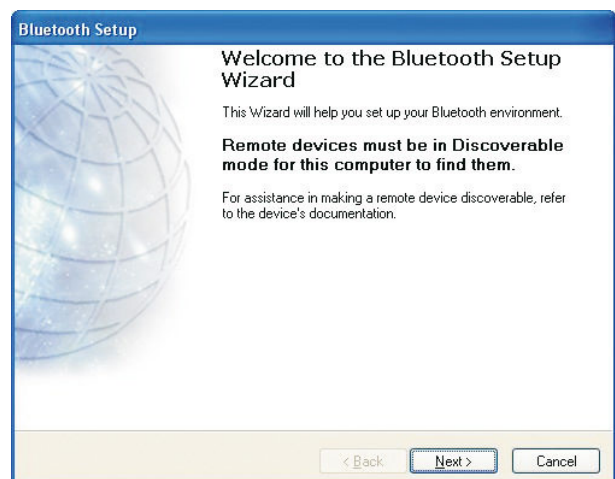 Bluetooth Setup
Welcome to the Bluetooth Setup
Wizard
This Wizard will help you set up your Bluetooth environment.
Remote devices must be in Discoverable
mode for this computer to find them.
For assistance in making a remote device discoverable, refer
to the device's documentation.
< Back Next > Cancel